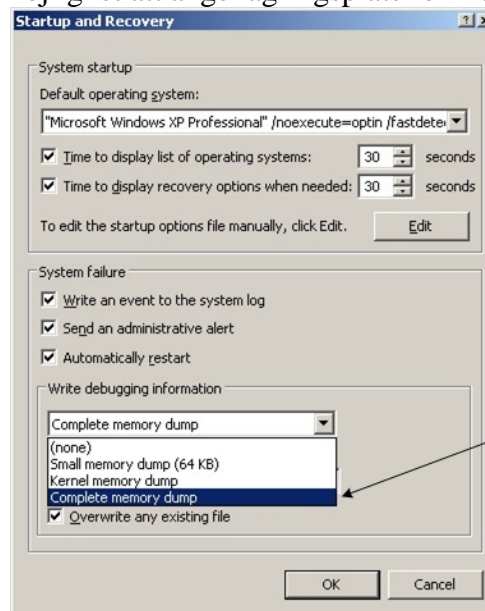 Startup and Recovery
System startup
Default operating system:
"Microsoft Windows XP Professional" /noexecute=optin /fastdete
Time to display list of operating systems: 30 seconds
Time to display recovery options when needed: 30 seconds
To edit the startup options file manually, click Edit. Edit
System failure
Write an event to the system log
Send an administrative alert
Automatically restart
Write debugging information
Complete memory dump
(none)
Small memory dump (64 KB)
Kernel memory dump
Complete memory dump
Overwrite any existing file
OK Cancel